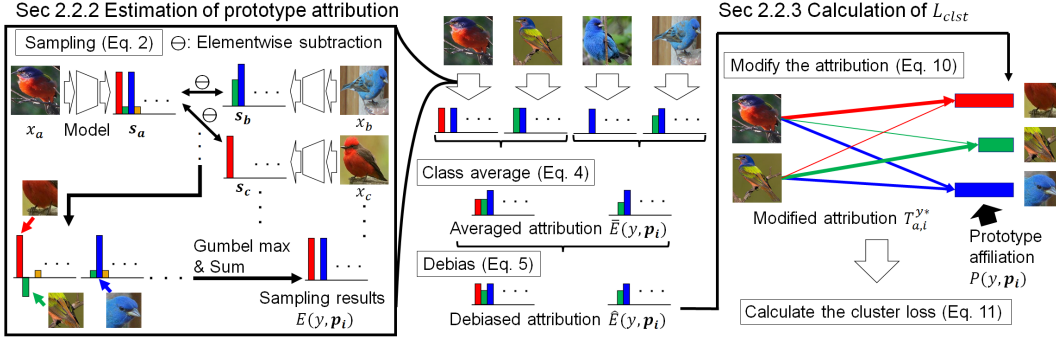 Sec 2.2.2 Estimation of prototype attribution
Sampling (Eq. 2)
⊖: Elementwise subtraction
⊖
⊖
x_a
Model
s_a
s_b
x_b
s_c
x_c
Gumbel max
& Sum
Sampling results
E(y, p_i)
Class average (Eq. 4)
Averaged attribution Ē(y, p_i)
Debias (Eq. 5)
Debiased attribution Ê(y, p_i)
Sec 2.2.3 Calculation of L_clst
Modify the attribution (Eq. 10)
Modified attribution T_{a,i}^{y*}
Prototype
affiliation
P(y, p_i)
Calculate the cluster loss (Eq. 11)